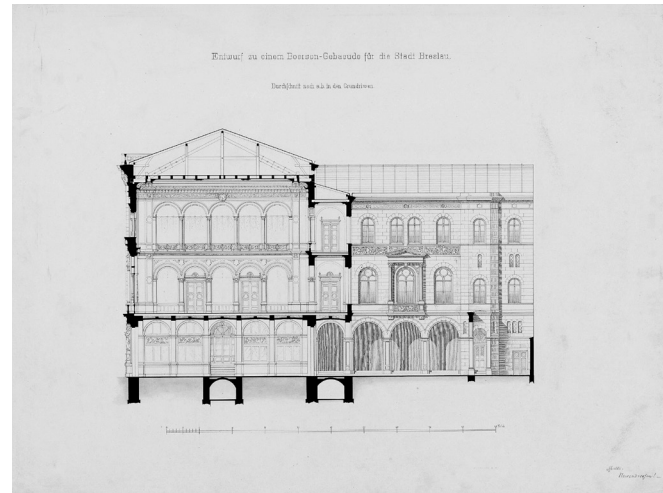 Entwurf zu einem Boersen-Gebaeude für die Stadt Breslau.
Durchschnitt nach a.b. in den Grundrissen.